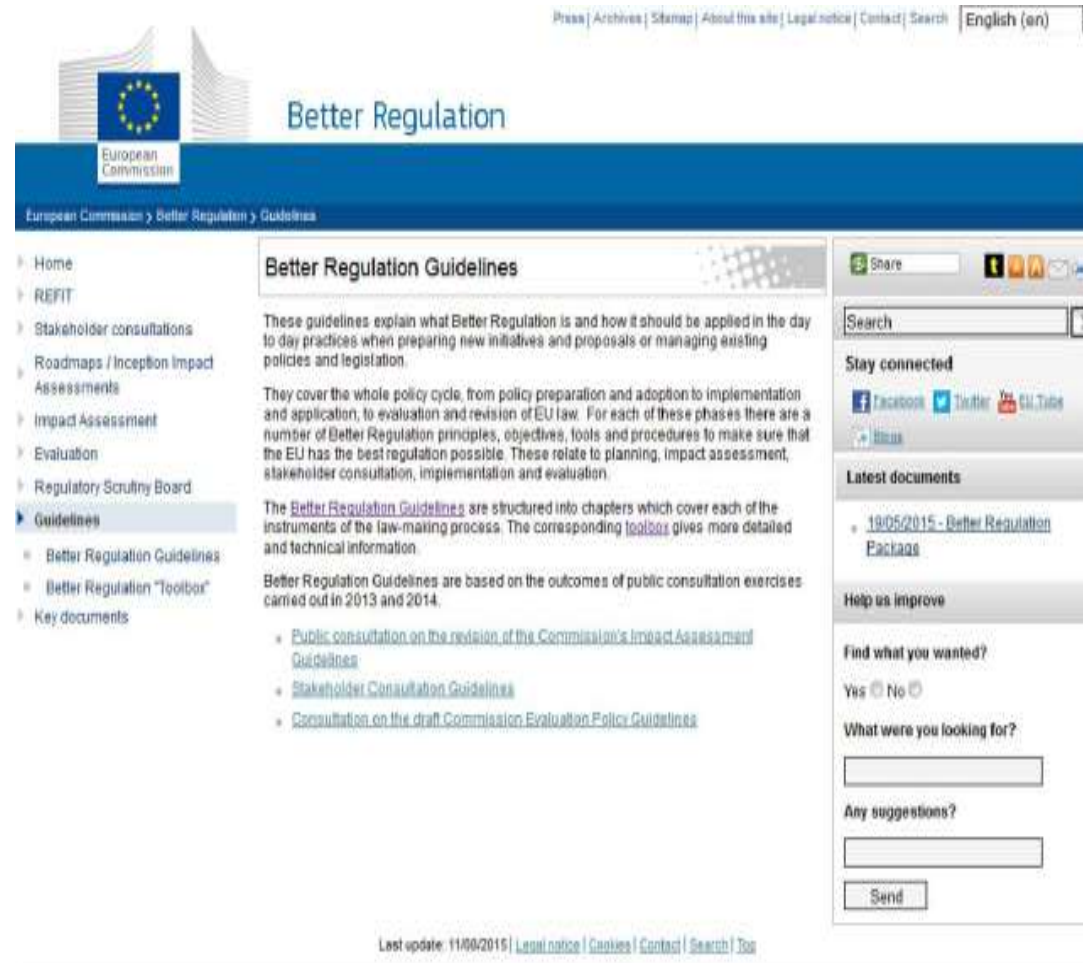 Press | Archives | Sitemap | About this site | Legal notice | Contact | Search
English (en)
European
Commission
Better Regulation
European Commission > Better Regulation > Guidelines
Home
REFIT
Stakeholder consultations
Roadmaps / Inception Impact
Assessments
Impact Assessment
Evaluation
Regulatory Scrutiny Board
Guidelines
Better Regulation Guidelines
Better Regulation "Toolbox"
Key documents
Better Regulation Guidelines
These guidelines explain what Better Regulation is and how it should be applied in the day
to day practices when preparing new initiatives and proposals or managing existing
policies and legislation.
They cover the whole policy cycle, from policy preparation and adoption to implementation
and application, to evaluation and revision of EU law. For each of these phases there are a
number of Better Regulation principles, objectives, tools and procedures to make sure that
the EU has the best regulation possible. These relate to planning, impact assessment,
stakeholder consultation, implementation and evaluation.
The Better Regulation Guidelines are structured into chapters which cover each of the
instruments of the law-making process. The corresponding toolbox gives more detailed
and technical information.
Better Regulation Guidelines are based on the outcomes of public consultation exercises
carried out in 2013 and 2014.
Public consultation on the revision of the Commission's Impact Assessment
Guidelines
Stakeholder Consultation Guidelines
Consultation on the draft Commission Evaluation Policy Guidelines
Share
Search
Stay connected
Facebook Twitter EU Tube
Blogs
Latest documents
19/05/2015 - Better Regulation
Package
Help us improve
Find what you wanted?
Yes No
What were you looking for?
Any suggestions?
Send
Last update: | Legal notice | Cookies | Contact | Search | Top